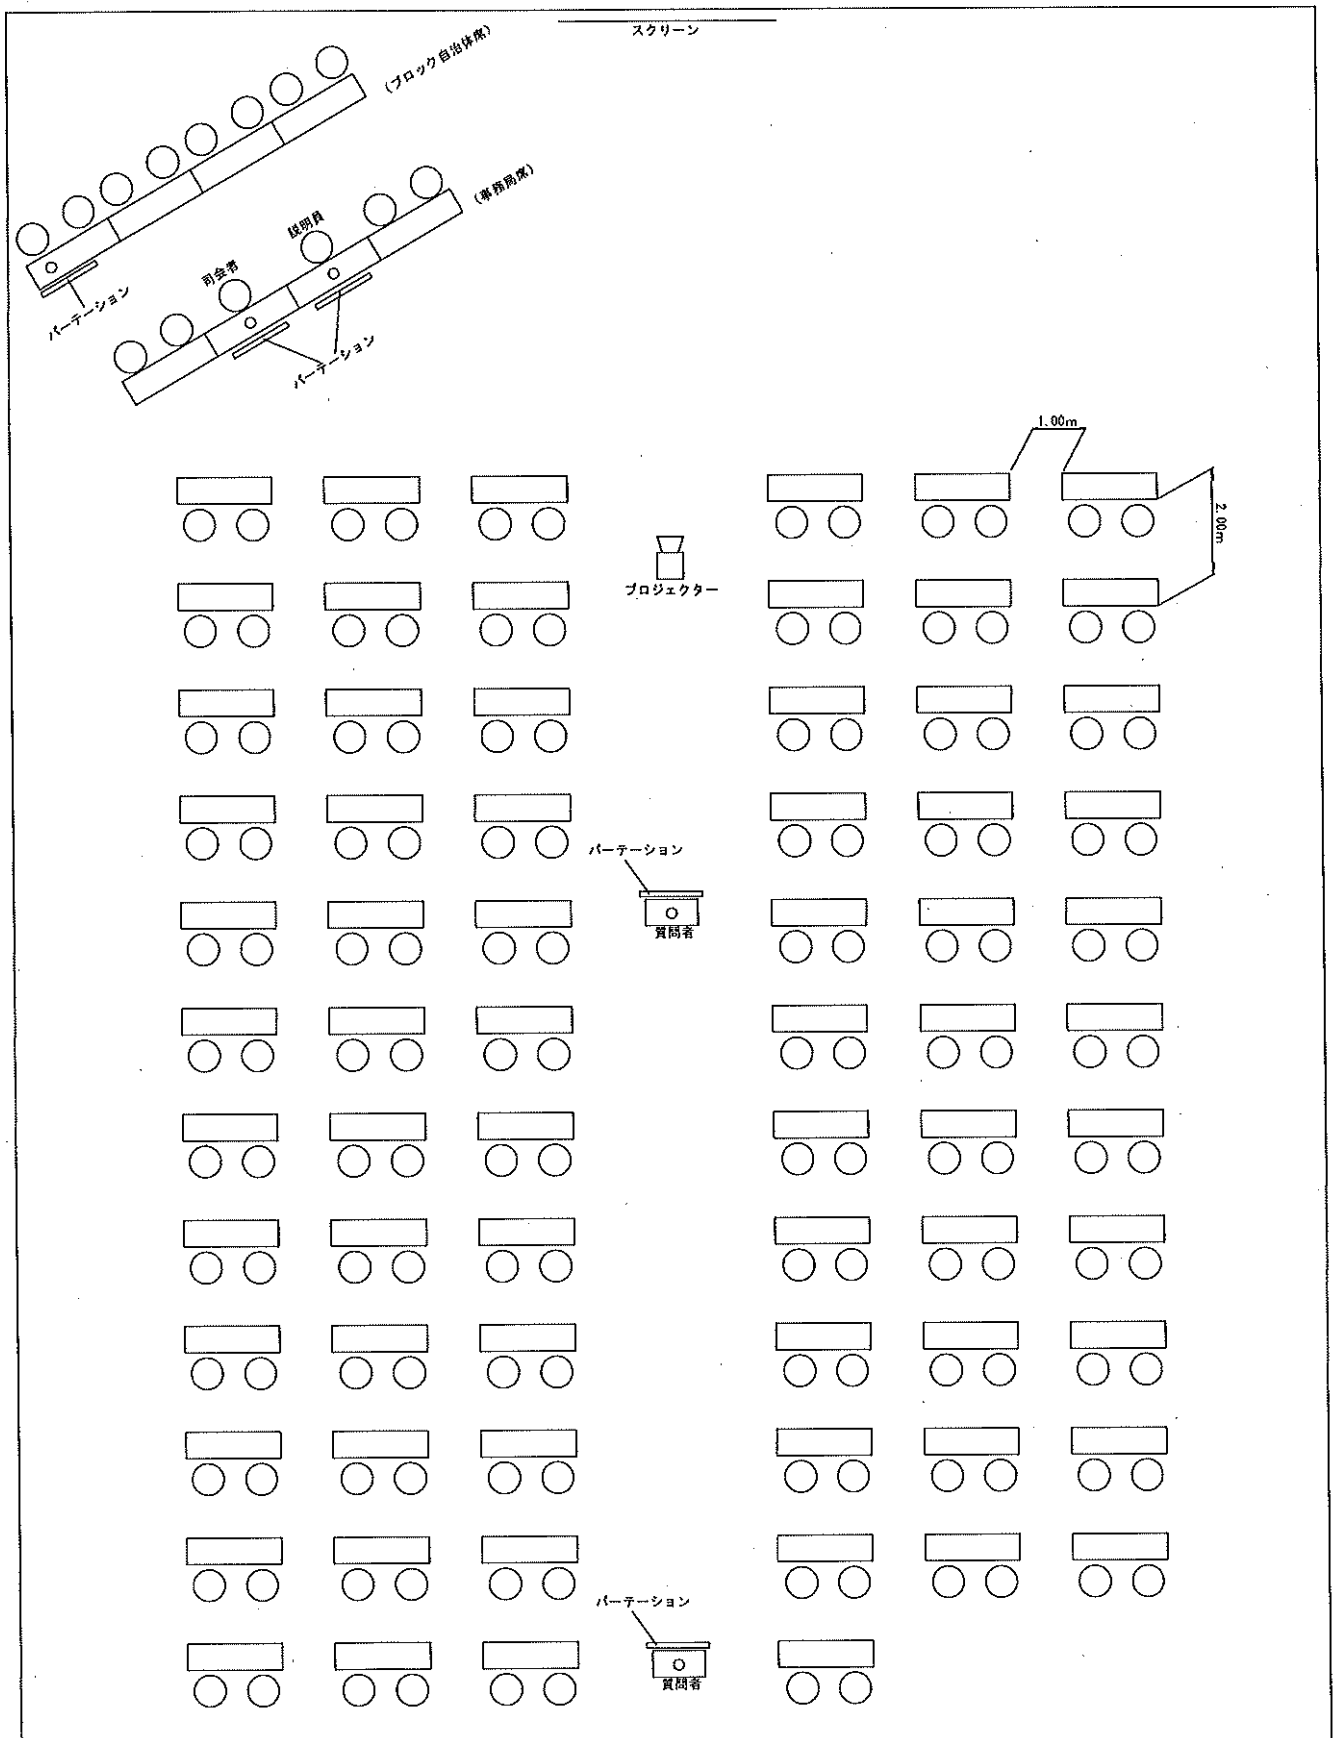 スクリーン
(ブロック自治体席)
(事務局席)
説明員
司会者
パーテーション
パーテーション
1.00m
2.00m
プロジェクター
パーテーション
質問者
パーテーション
質問者